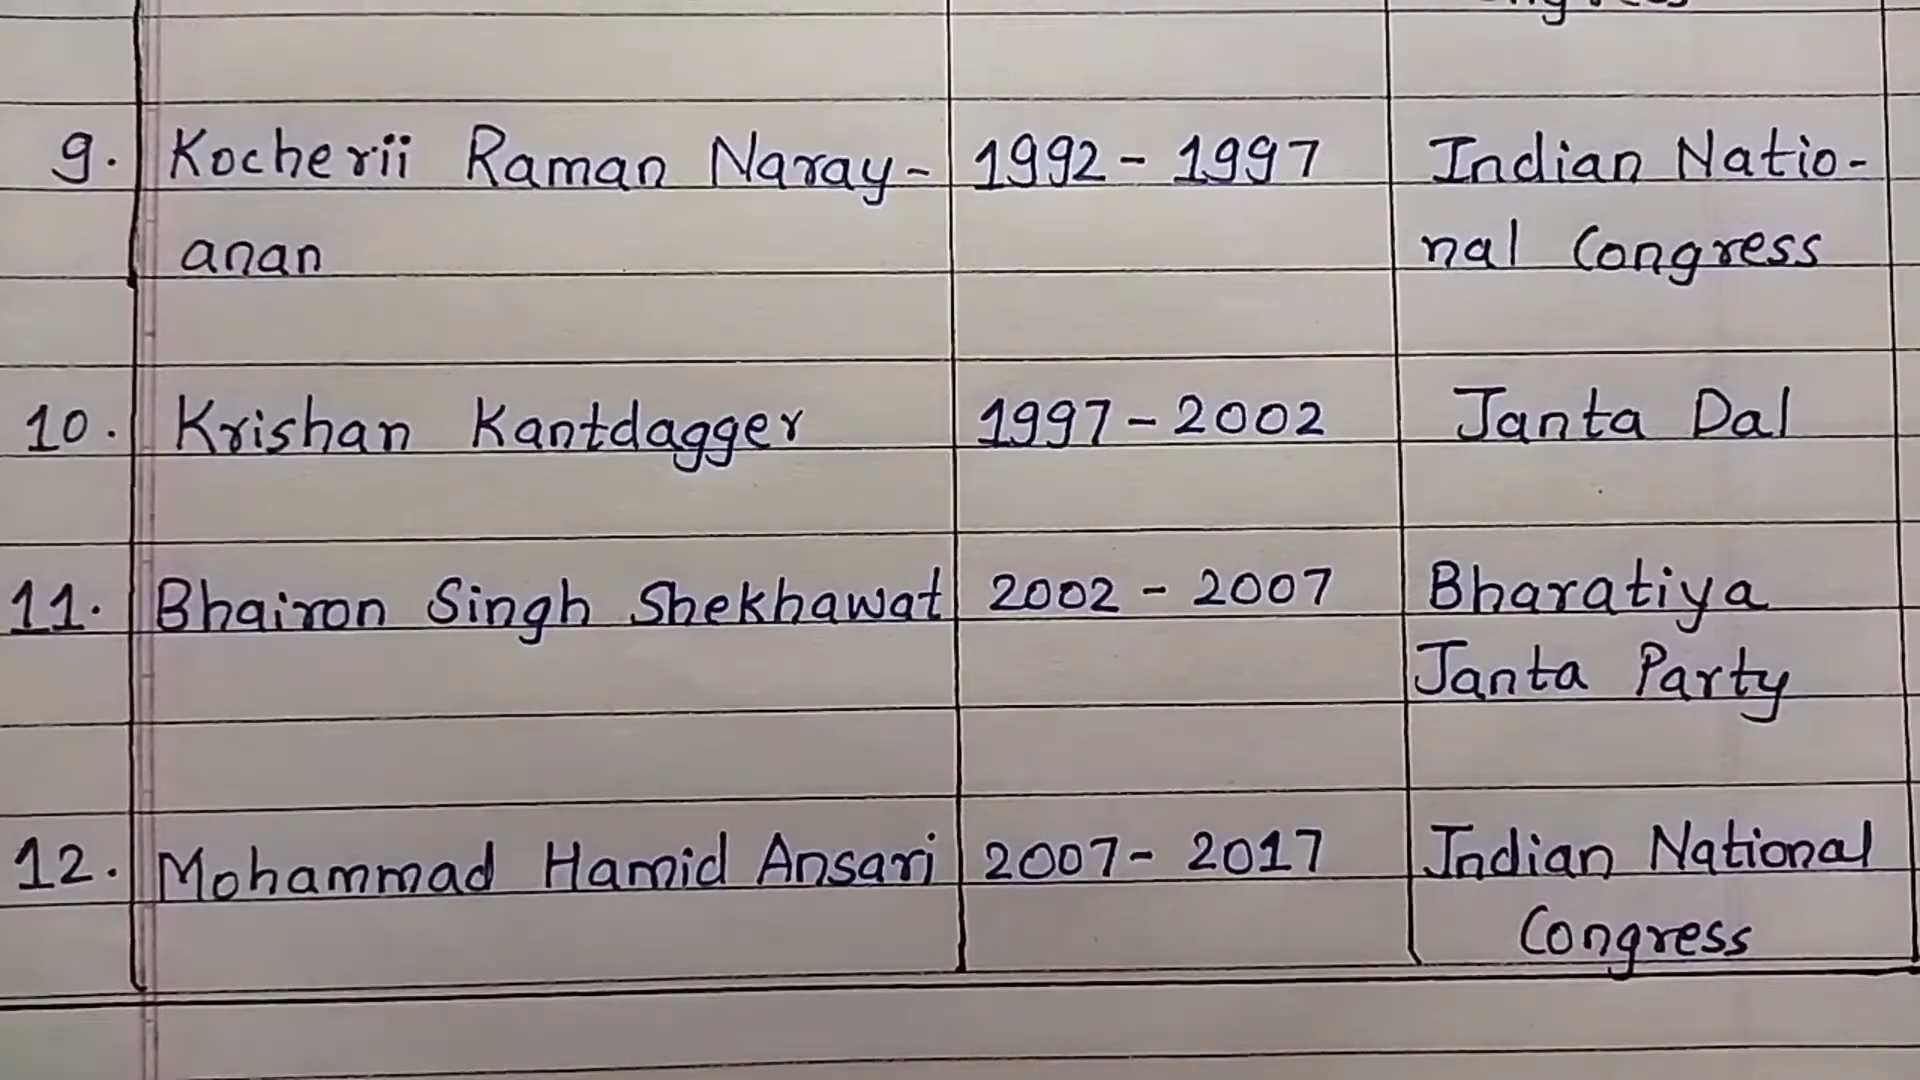 9. Kocherii Raman Naray- 1992 - 1997 Indian Natio-
anan nal Congress
10. Krishan Kantdagger 1997 - 2002 Janta Dal
11. Bhairon Singh Shekhawat 2002 - 2007 Bharatiya
Janta Party
12. Mohammad Hamid Ansari 2007 - 2017 Indian National
Congress